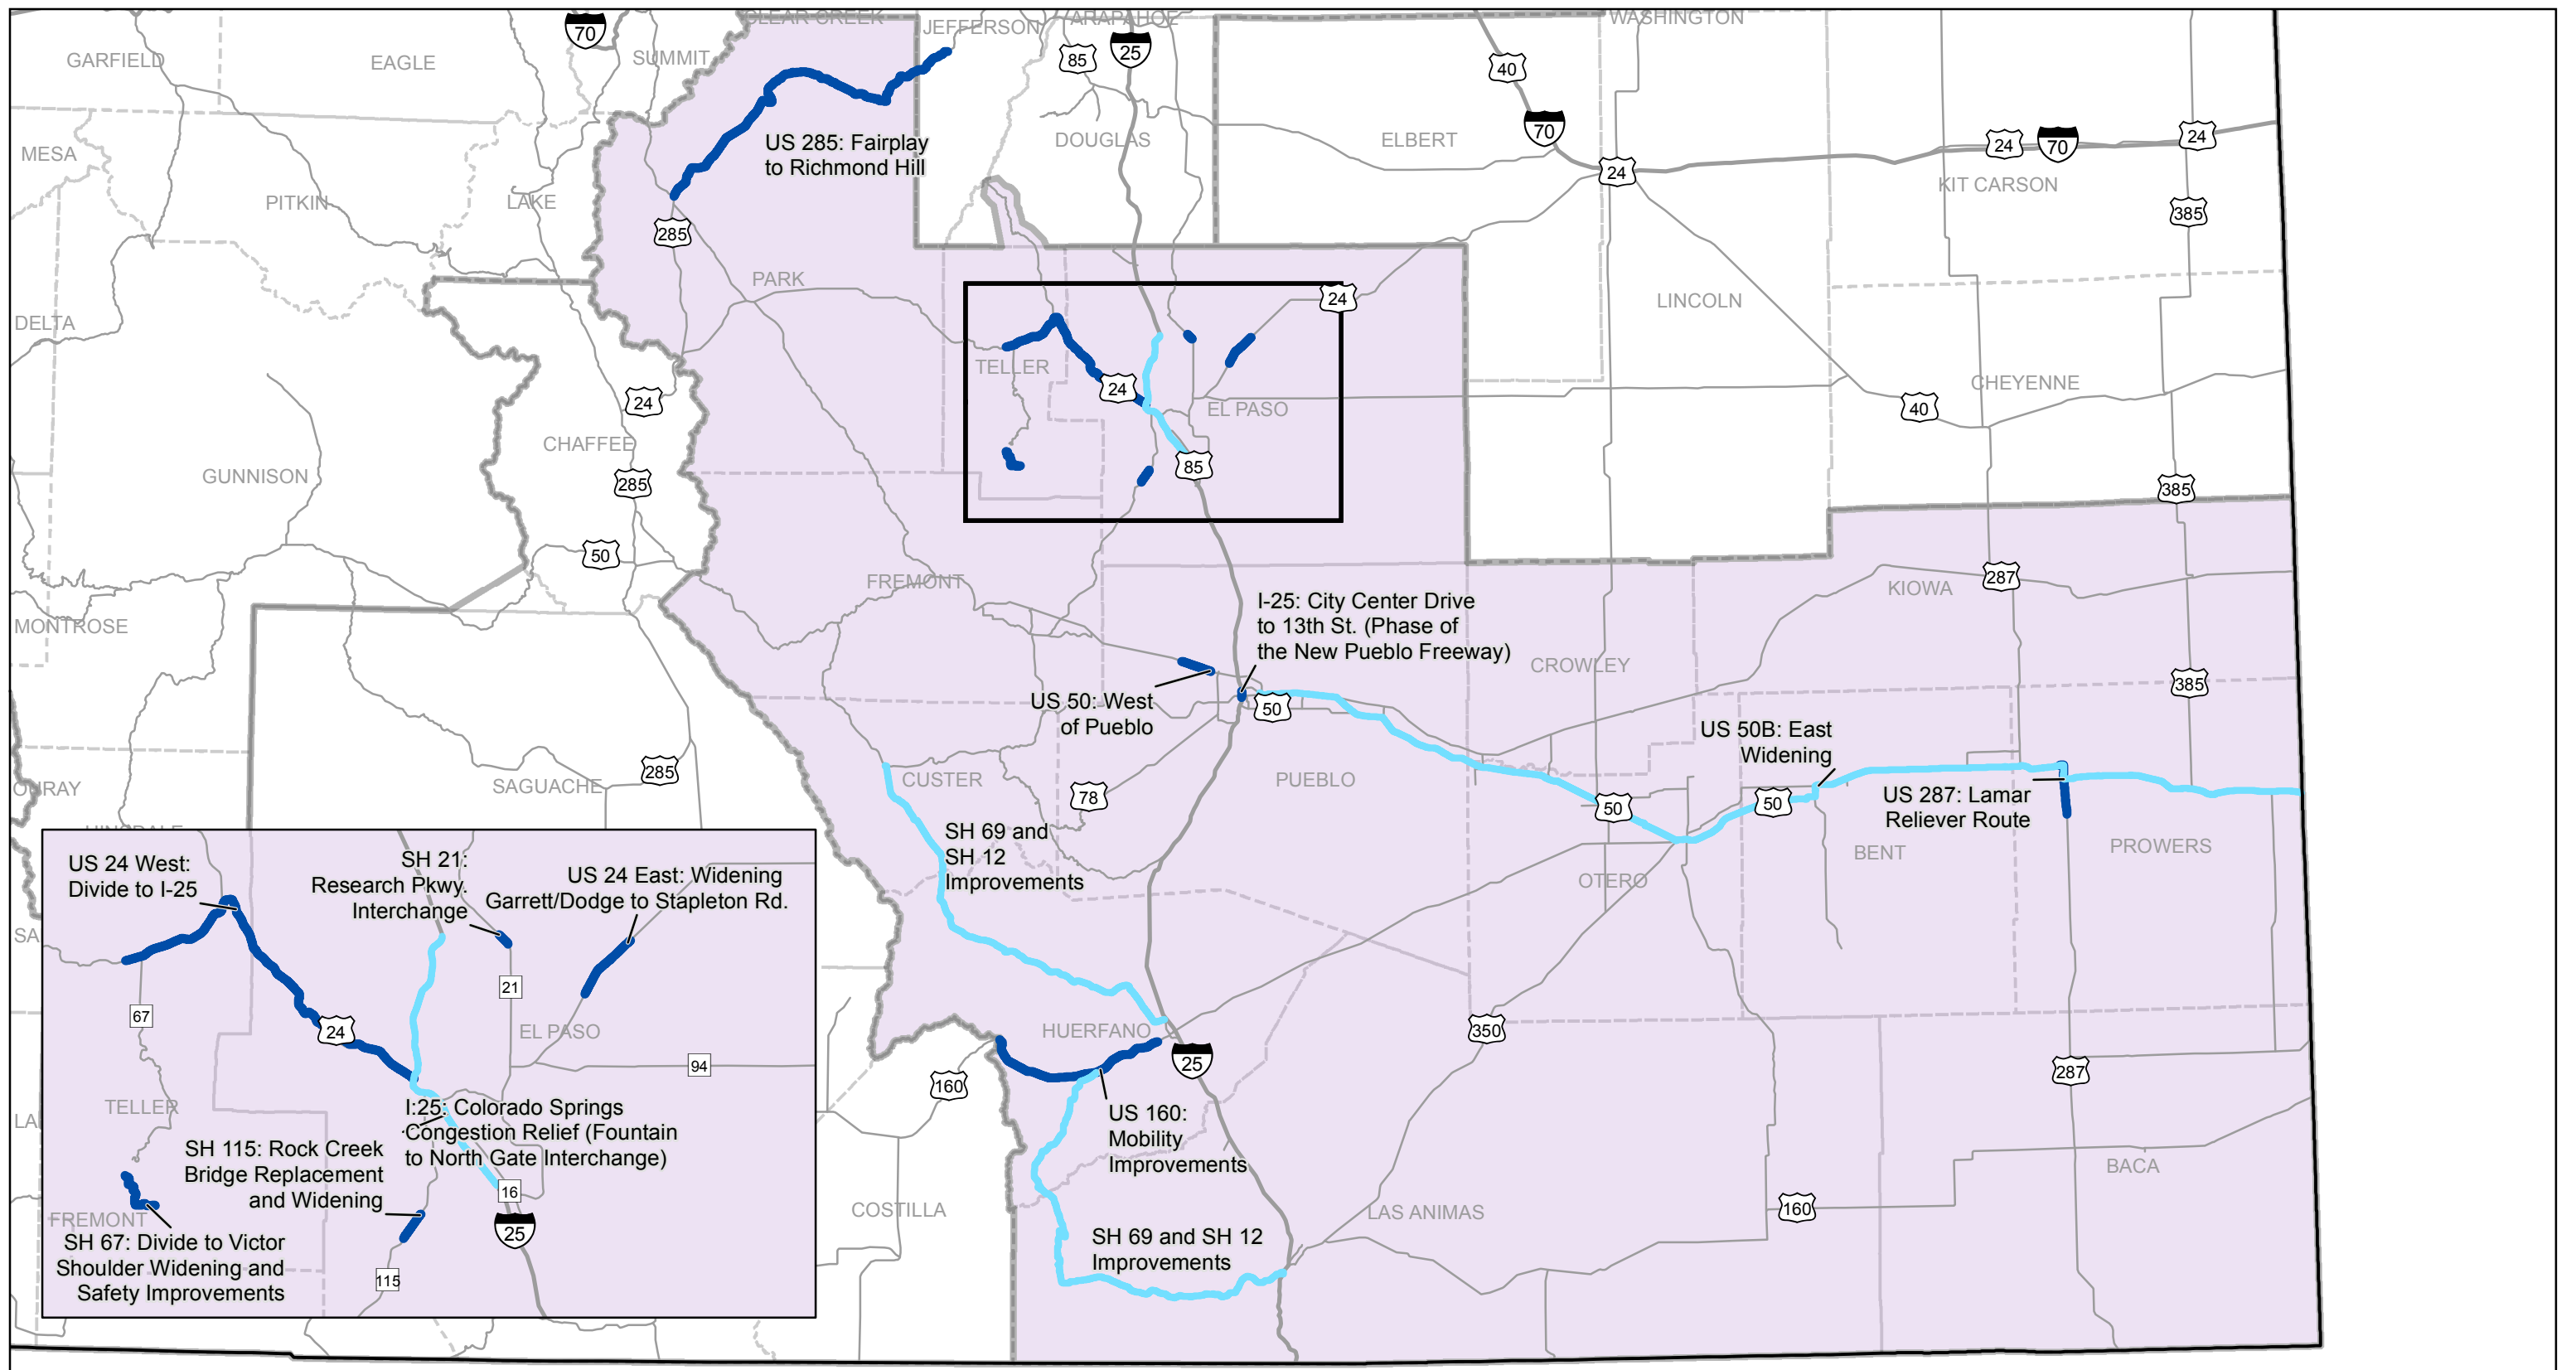 CLEAR CREEK
JEFFERSON
ARAPAHOE
WASHINGTON
70
GARFIELD
EAGLE
SUMMIT
85
25
40
70
24
70
24
MESA
US 285: Fairplay
to Richmond Hill
DOUGLAS
ELBERT
24
KIT CARSON
PITKIN
LAKE
285
385
PARK
24
LINCOLN
DELTA
TELLER
24
EL PASO
CHEYENNE
24
40
CHAFFEE
GUNNISON
285
85
385
50
FREMONT
287
KIOWA
MONTROSE
I-25: City Center Drive
to 13th St. (Phase of
the New Pueblo Freeway)
CROWLEY
385
US 50: West
of Pueblo
50
US 50B: East
Widening
SAGUACHE
285
CUSTER
78
PUEBLO
50
50
US 287: Lamar
Reliever Route
OURAY
SH 69 and
SH 12
Improvements
BENT
PROWERS
OTERO
HUERFANO
25
350
287
160
US 160:
Mobility
Improvements
BACA
COSTILLA
LAS ANIMAS
160
SH 69 and SH 12
Improvements
SA
LA
US 24 West:
Divide to I-25
SH 21:
Research Pkwy.
Interchange
US 24 East: Widening
Garrett/Dodge to Stapleton Rd.
67
21
24
EL PASO
94
TELLER
I:25: Colorado Springs
Congestion Relief (Fountain
to North Gate Interchange)
SH 115: Rock Creek
Bridge Replacement
and Widening
16
25
FREMONT
SH 67: Divide to Victor
Shoulder Widening and
Safety Improvements
115